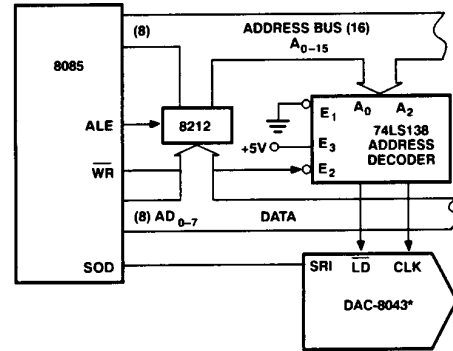 (8)
ADDRESS BUS (16)
A0–15
8085
ALE
8212
E1
A0
A2
74LS138
ADDRESS
DECODER
+5V
E3
E2
WR
(8) AD0–7
DATA
SOD
SRI
LD
CLK
DAC-8043*